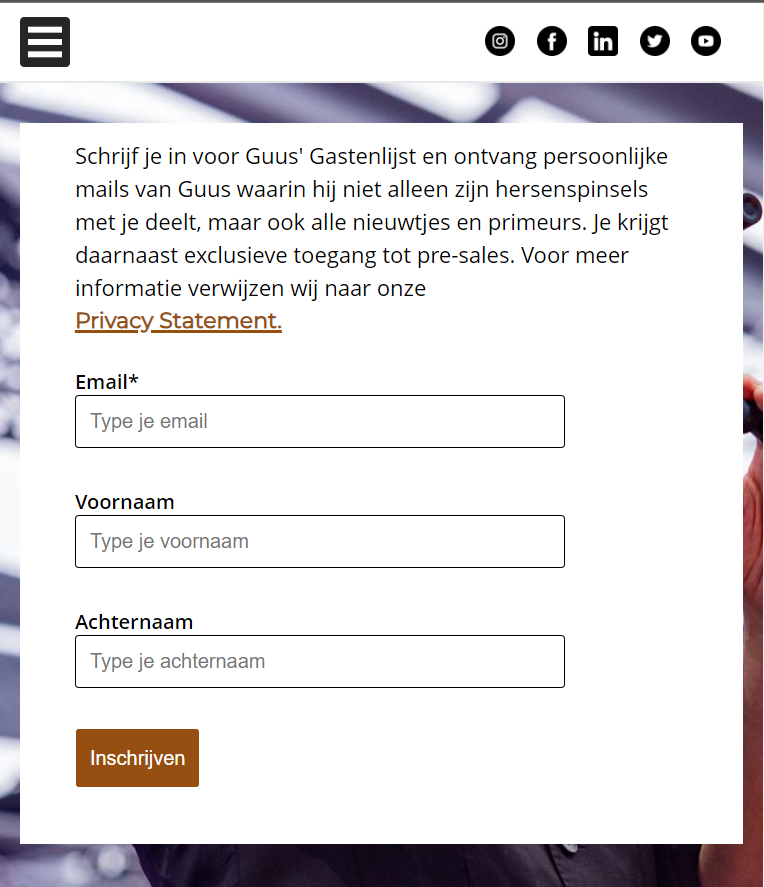 Schrijf je in voor Guus' Gastenlijst en ontvang persoonlijke
mails van Guus waarin hij niet alleen zijn hersenspinsels
met je deelt, maar ook alle nieuwtjes en primeurs. Je krijgt
daarnaast exclusieve toegang tot pre-sales. Voor meer
informatie verwijzen wij naar onze
Privacy Statement.
Email*
Type je email
Voornaam
Type je voornaam
Achternaam
Type je achternaam
Inschrijven